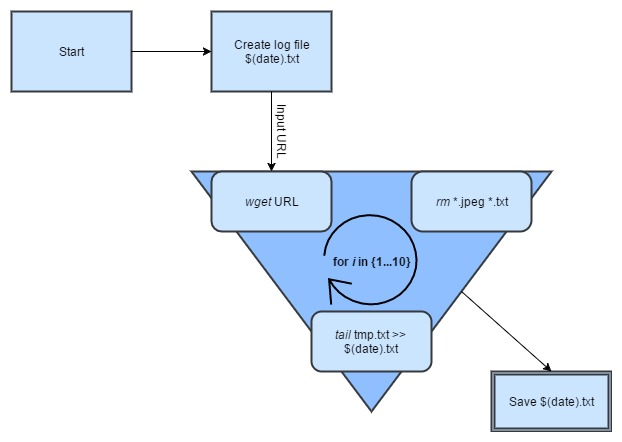 Start
Create log file
$(date).txt
Input URL
wget URL
rm *.jpeg *.txt
for i in {1...10}
tail tmp.txt >>
$(date).txt
Save $(date).txt